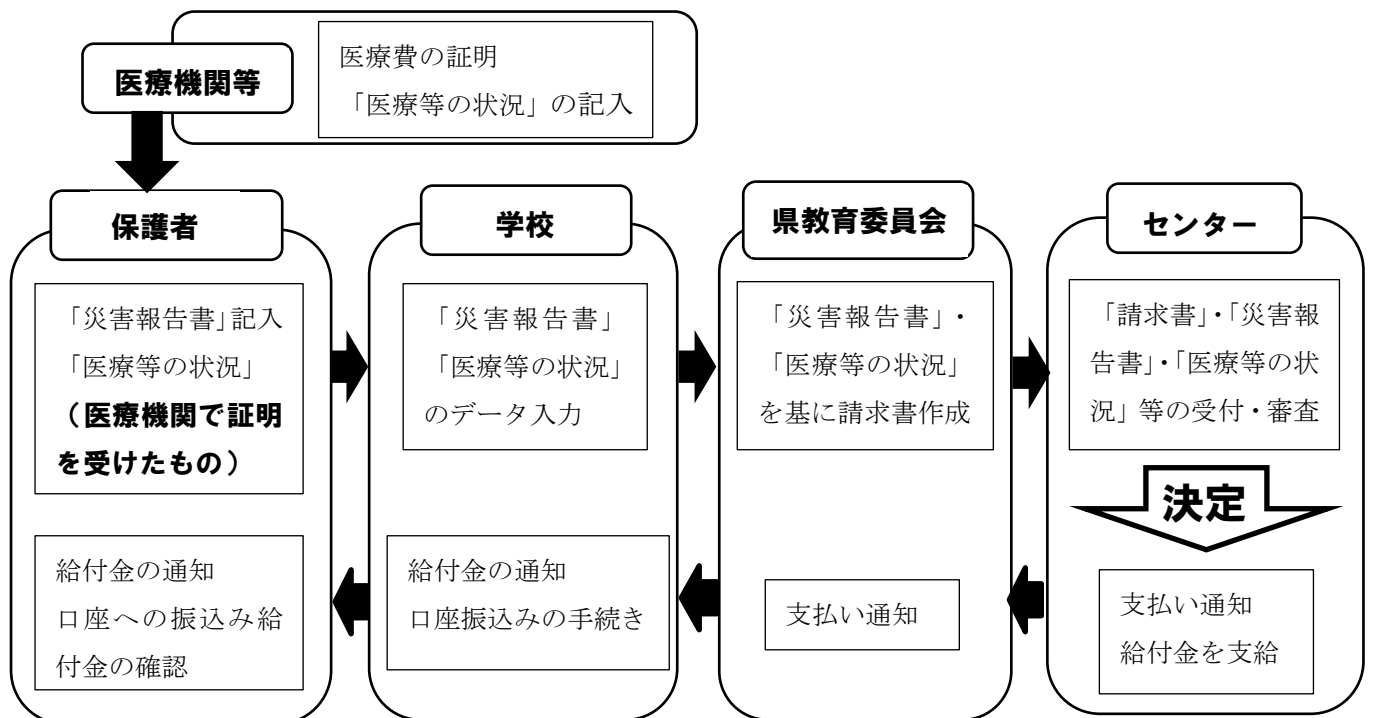 医療機関等
医療費の証明
「医療等の状況」の記入
保護者
「災害報告書」記入
「医療等の状況」
（医療機関で証明
を受けたもの）
学校
「災害報告書」
「医療等の状況」
のデータ入力
県教育委員会
「災害報告書」・
「医療等の状況」
を基に請求書作成
センター
「請求書」・「災害報
告書」・「医療等の状
況」等の受付・審査
決定
給付金の通知
口座への振込み給
付金の確認
給付金の通知
口座振込みの手続き
支払い通知
支払い通知
給付金を支給